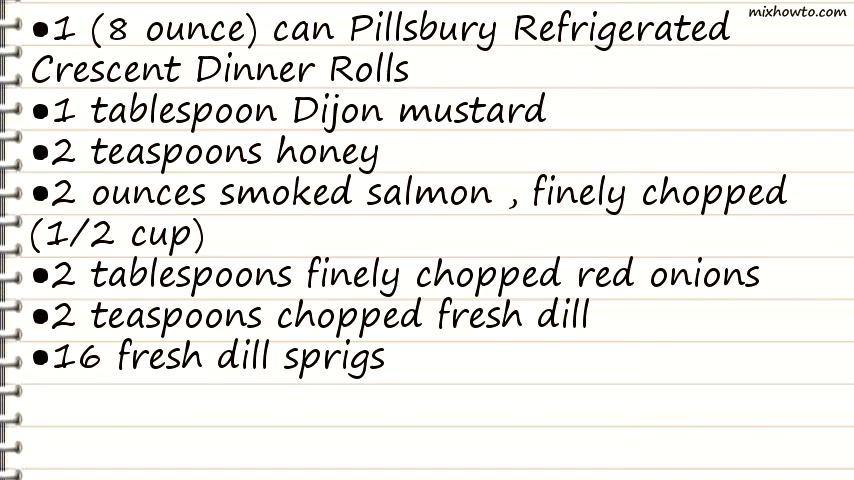 mixhowto.com
•1 (8 ounce) can Pillsbury Refrigerated
Crescent Dinner Rolls
•1 tablespoon Dijon mustard
•2 teaspoons honey
•2 ounces smoked salmon , finely chopped
(1/2 cup)
•2 tablespoons finely chopped red onions
•2 teaspoons chopped fresh dill
•16 fresh dill sprigs